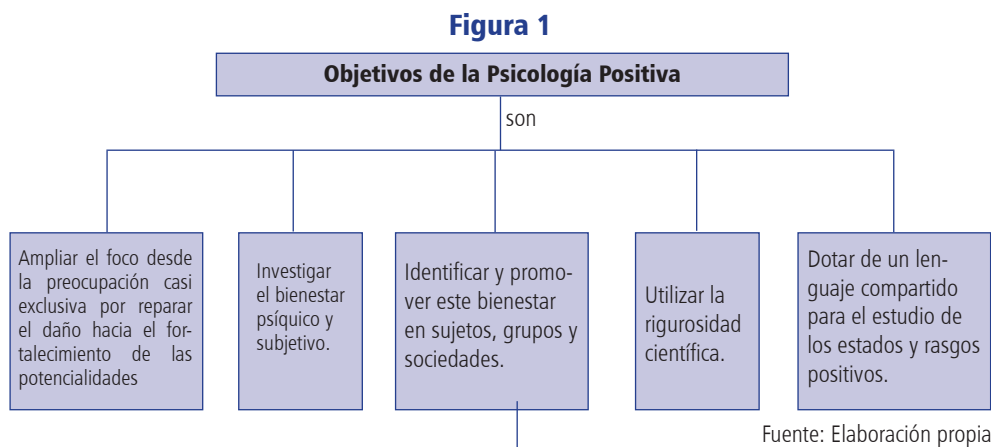 Figura 1
Objetivos de la Psicología Positiva
son
Ampliar el foco desde
la preocupación casi
exclusiva por reparar
el daño hacia el for-
talecimiento de las
potencialidades
Investigar
el bienestar
psíquico y
subjetivo.
Identificar y promo-
ver este bienestar
en sujetos, grupos y
sociedades.
Utilizar la
rigurosidad
científica.
Dotar de un len-
guaje compartido
para el estudio de
los estados y rasgos
positivos.
Fuente: Elaboración propia